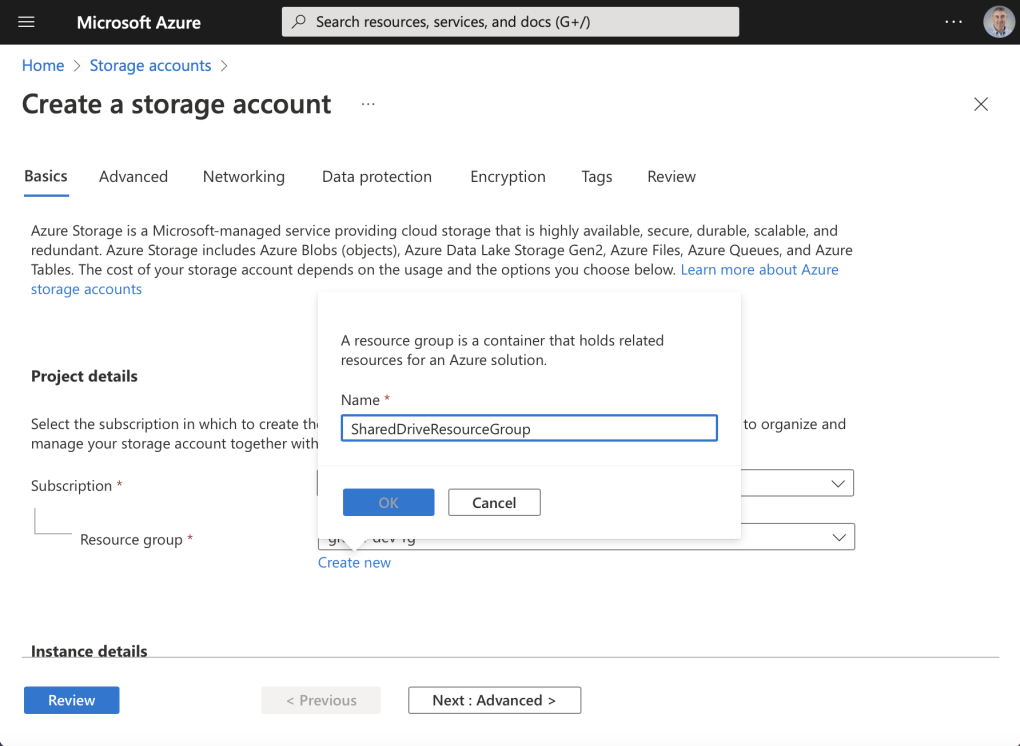 Microsoft Azure
Search resources, services, and docs (G+/)
Home > Storage accounts >
Create a storage account ...
Basics Advanced Networking Data protection Encryption Tags Review
Azure Storage is a Microsoft-managed service providing cloud storage that is highly available, secure, durable, scalable, and
redundant. Azure Storage includes Azure Blobs (objects), Azure Data Lake Storage Gen2, Azure Files, Azure Queues, and Azure
Tables. The cost of your storage account depends on the usage and the options you choose below. Learn more about Azure
storage accounts
A resource group is a container that holds related
resources for an Azure solution.
Name *
SharedDriveResourceGroup
OK Cancel
Project details
Select the subscription in which to create the to organize and
manage your storage account together with
Subscription *
Resource group *
Create new
Instance details
Review < Previous Next : Advanced >